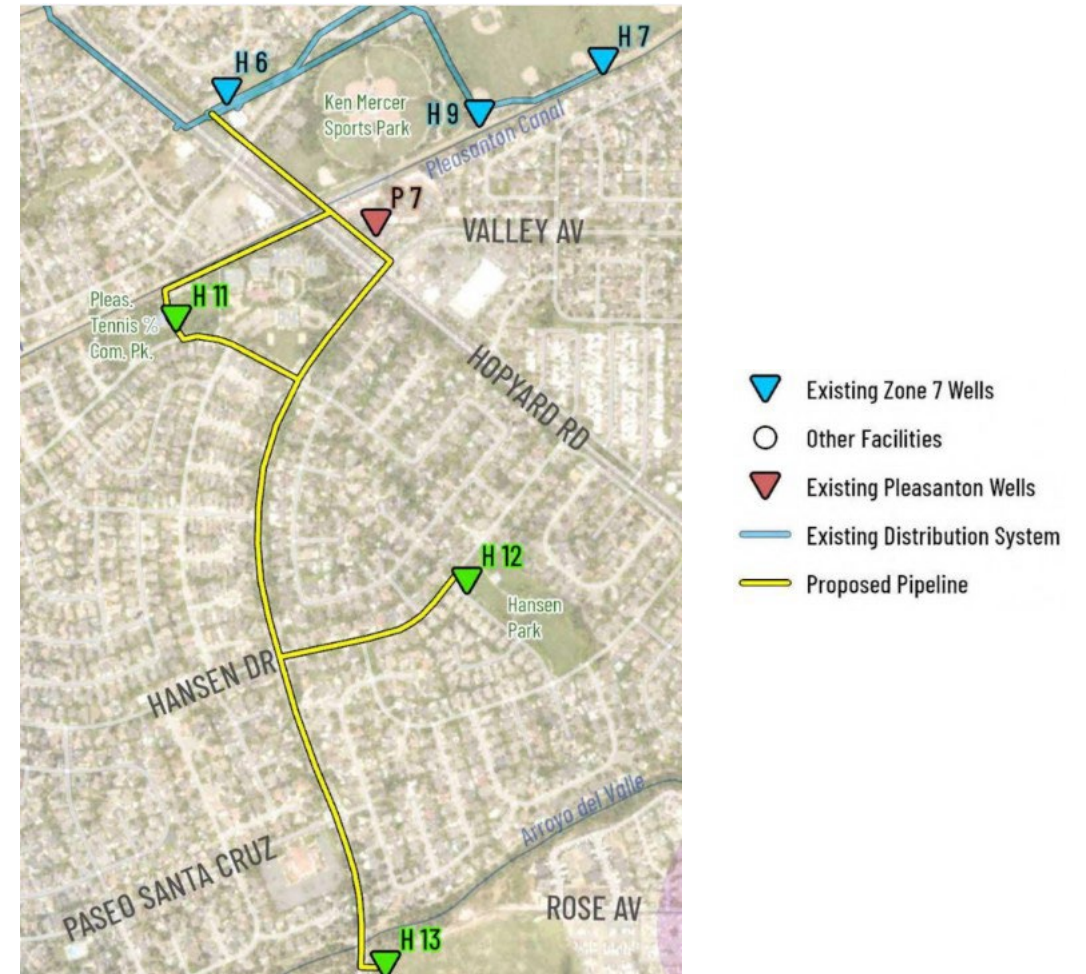 H 6
H 7
Ken Mercer
Sports Park
H 9
Pleasanton Canal
P 7
VALLEY AV
Pleas.
Tennis %
Com. Pk.
H 11
HOPYARD RD
H 12
Hansen
Park
HANSEN DR
Arroyo del Valle
PASEO SANTA CRUZ
ROSE AV
H 13
Existing Zone 7 Wells
Other Facilities
Existing Pleasanton Wells
Existing Distribution System
Proposed Pipeline